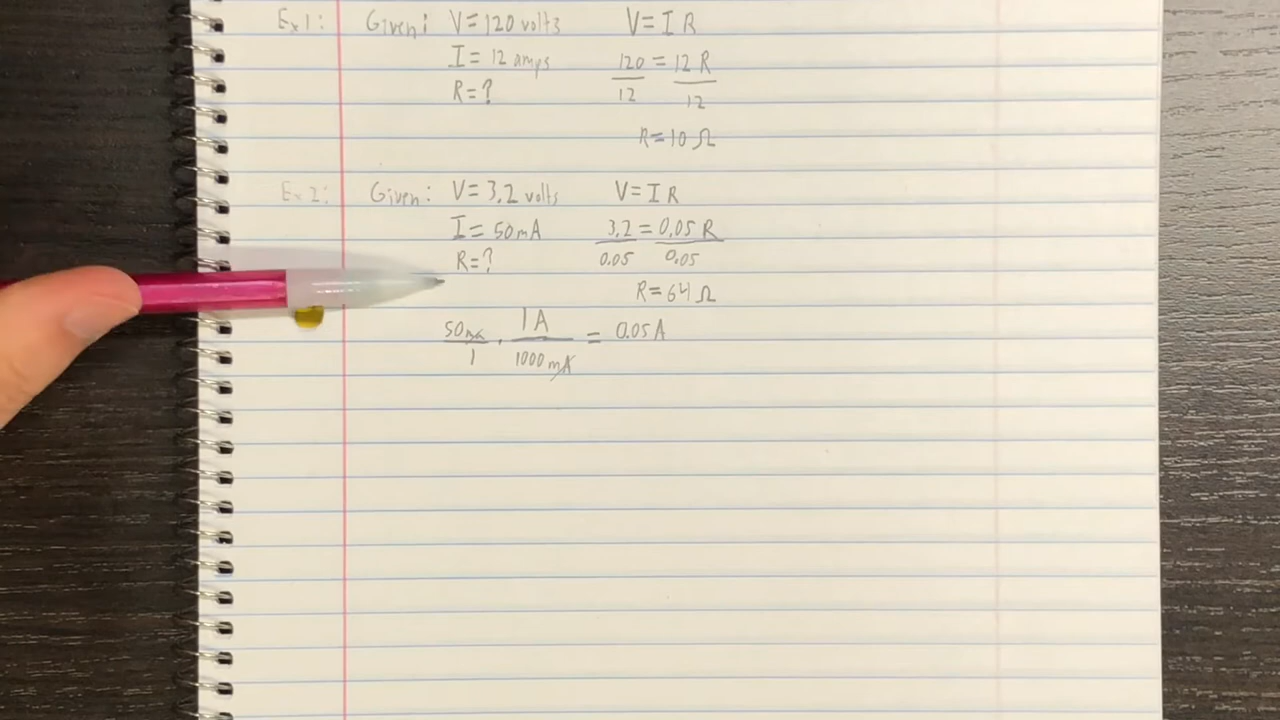 Ex 1: Given: V = 120 volts V = I R
I = 12 amps 120 = 12 R
R = ? 12 12
R = 10 Ω
Ex 2: Given: V = 3.2 volts V = I R
I = 50 mA 3.2 = 0.05 R
R = ? 0.05 0.05
R = 64 Ω
50 mA · 1 A = 0.05 A
1 1000 mA